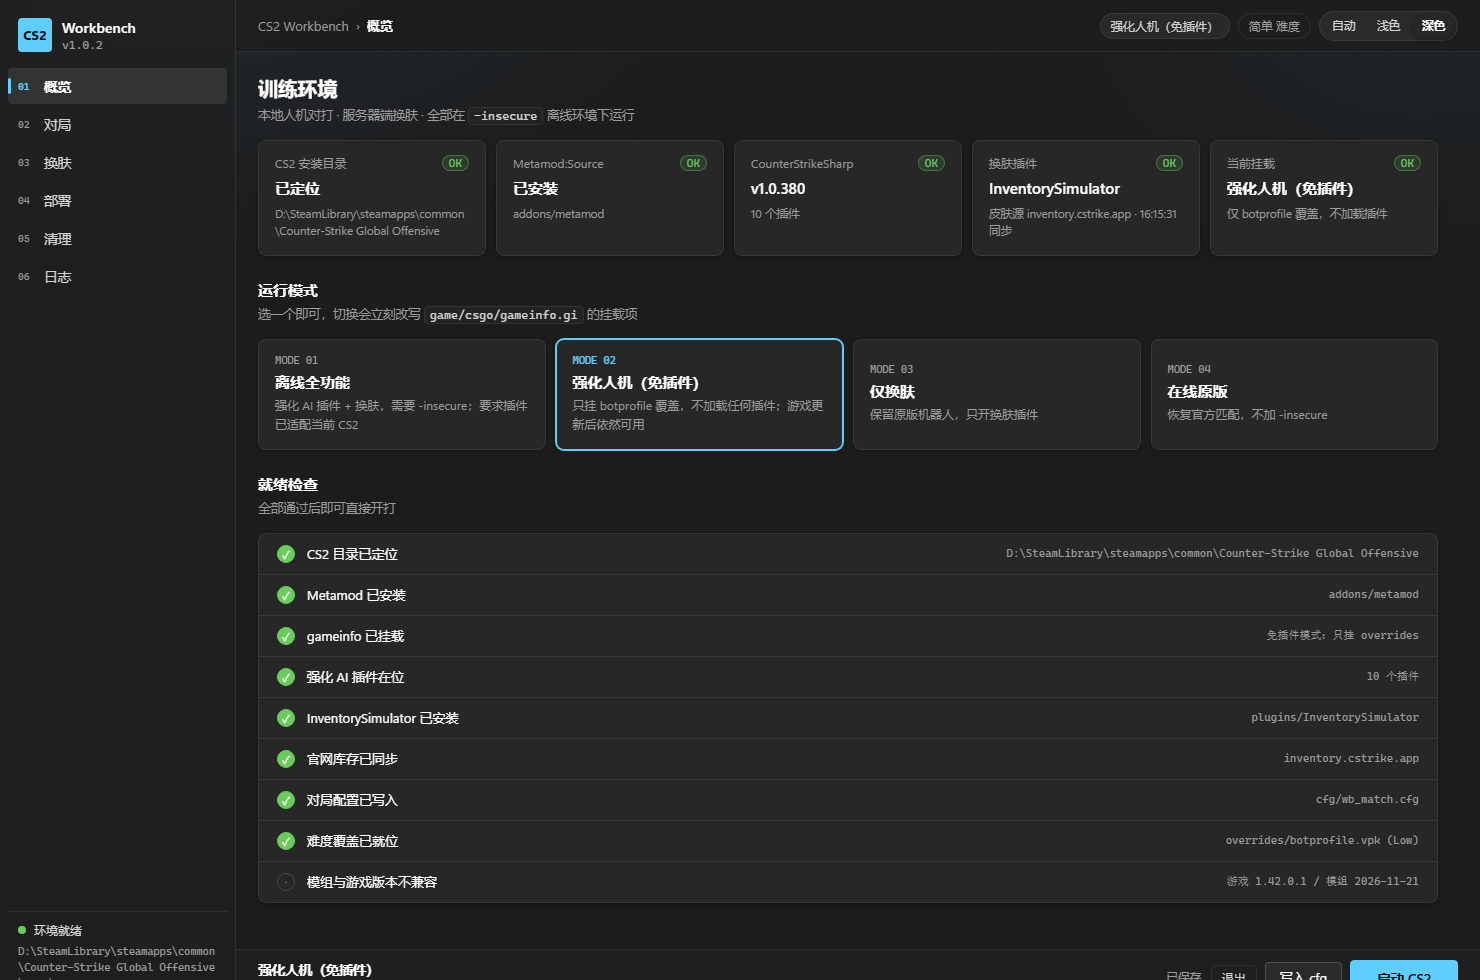 CS2
Workbench
v1.0.2
01 概览
02 对局
03 换肤
04 部署
05 清理
06 日志
环境就绪
D:\SteamLibrary\steamapps\common
\Counter-Strike Global Offensive
CS2 Workbench › 概览
强化人机（免插件）
简单 难度
自动 浅色 深色
训练环境
本地人机对打 · 服务器端换肤 · 全部在 -insecure 离线环境下运行
CS2 安装目录 OK
已定位
D:\SteamLibrary\steamapps\common
\Counter-Strike Global Offensive
Metamod:Source OK
已安装
addons/metamod
CounterStrikeSharp OK
v1.0.380
10 个插件
换肤插件 OK
InventorySimulator
皮肤源 inventory.cstrike.app · 16:15:31
同步
当前挂载 OK
强化人机（免插件）
仅 botprofile 覆盖，不加载插件
运行模式
选一个即可，切换会立刻改写 game/csgo/gameinfo.gi 的挂载项
MODE 01
离线全功能
强化 AI 插件 + 换肤，需要 -insecure；要求插件
已适配当前 CS2
MODE 02
强化人机（免插件）
只挂 botprofile 覆盖，不加载任何插件；游戏更
新后依然可用
MODE 03
仅换肤
保留原版机器人，只开换肤插件
MODE 04
在线原版
恢复官方匹配，不加 -insecure
就绪检查
全部通过后即可直接开打
CS2 目录已定位 D:\SteamLibrary\steamapps\common\Counter-Strike Global Offensive
Metamod 已安装 addons/metamod
gameinfo 已挂载 免插件模式：只挂 overrides
强化 AI 插件在位 10 个插件
InventorySimulator 已安装 plugins/InventorySimulator
官网库存已同步 inventory.cstrike.app
对局配置已写入 cfg/wb_match.cfg
难度覆盖已就位 overrides/botprofile.vpk (Low)
模组与游戏版本不兼容 游戏 1.42.0.1 / 模组 2026-11-21
强化人机（免插件）
已保存 退出 写入 cfg 启动 CS2